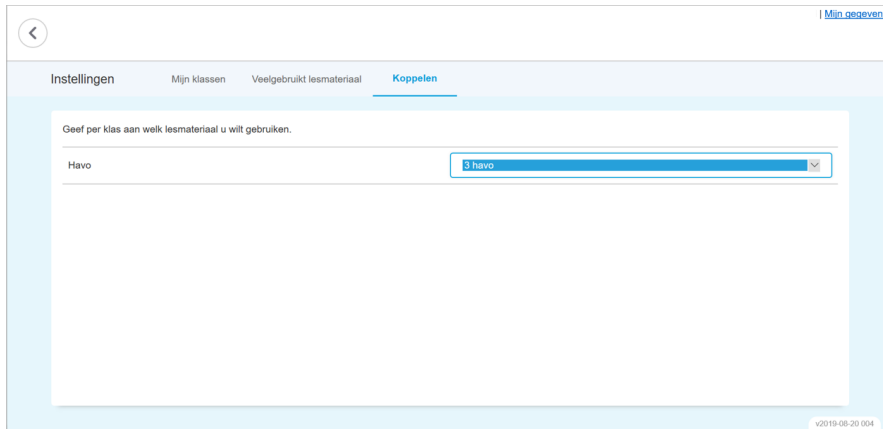 | Mijn gegeven
Instellingen Mijn klassen Veelgebruikt lesmateriaal Koppelen
Geef per klas aan welk lesmateriaal u wilt gebruiken.
Havo 3 havo
v2019-08-20 004